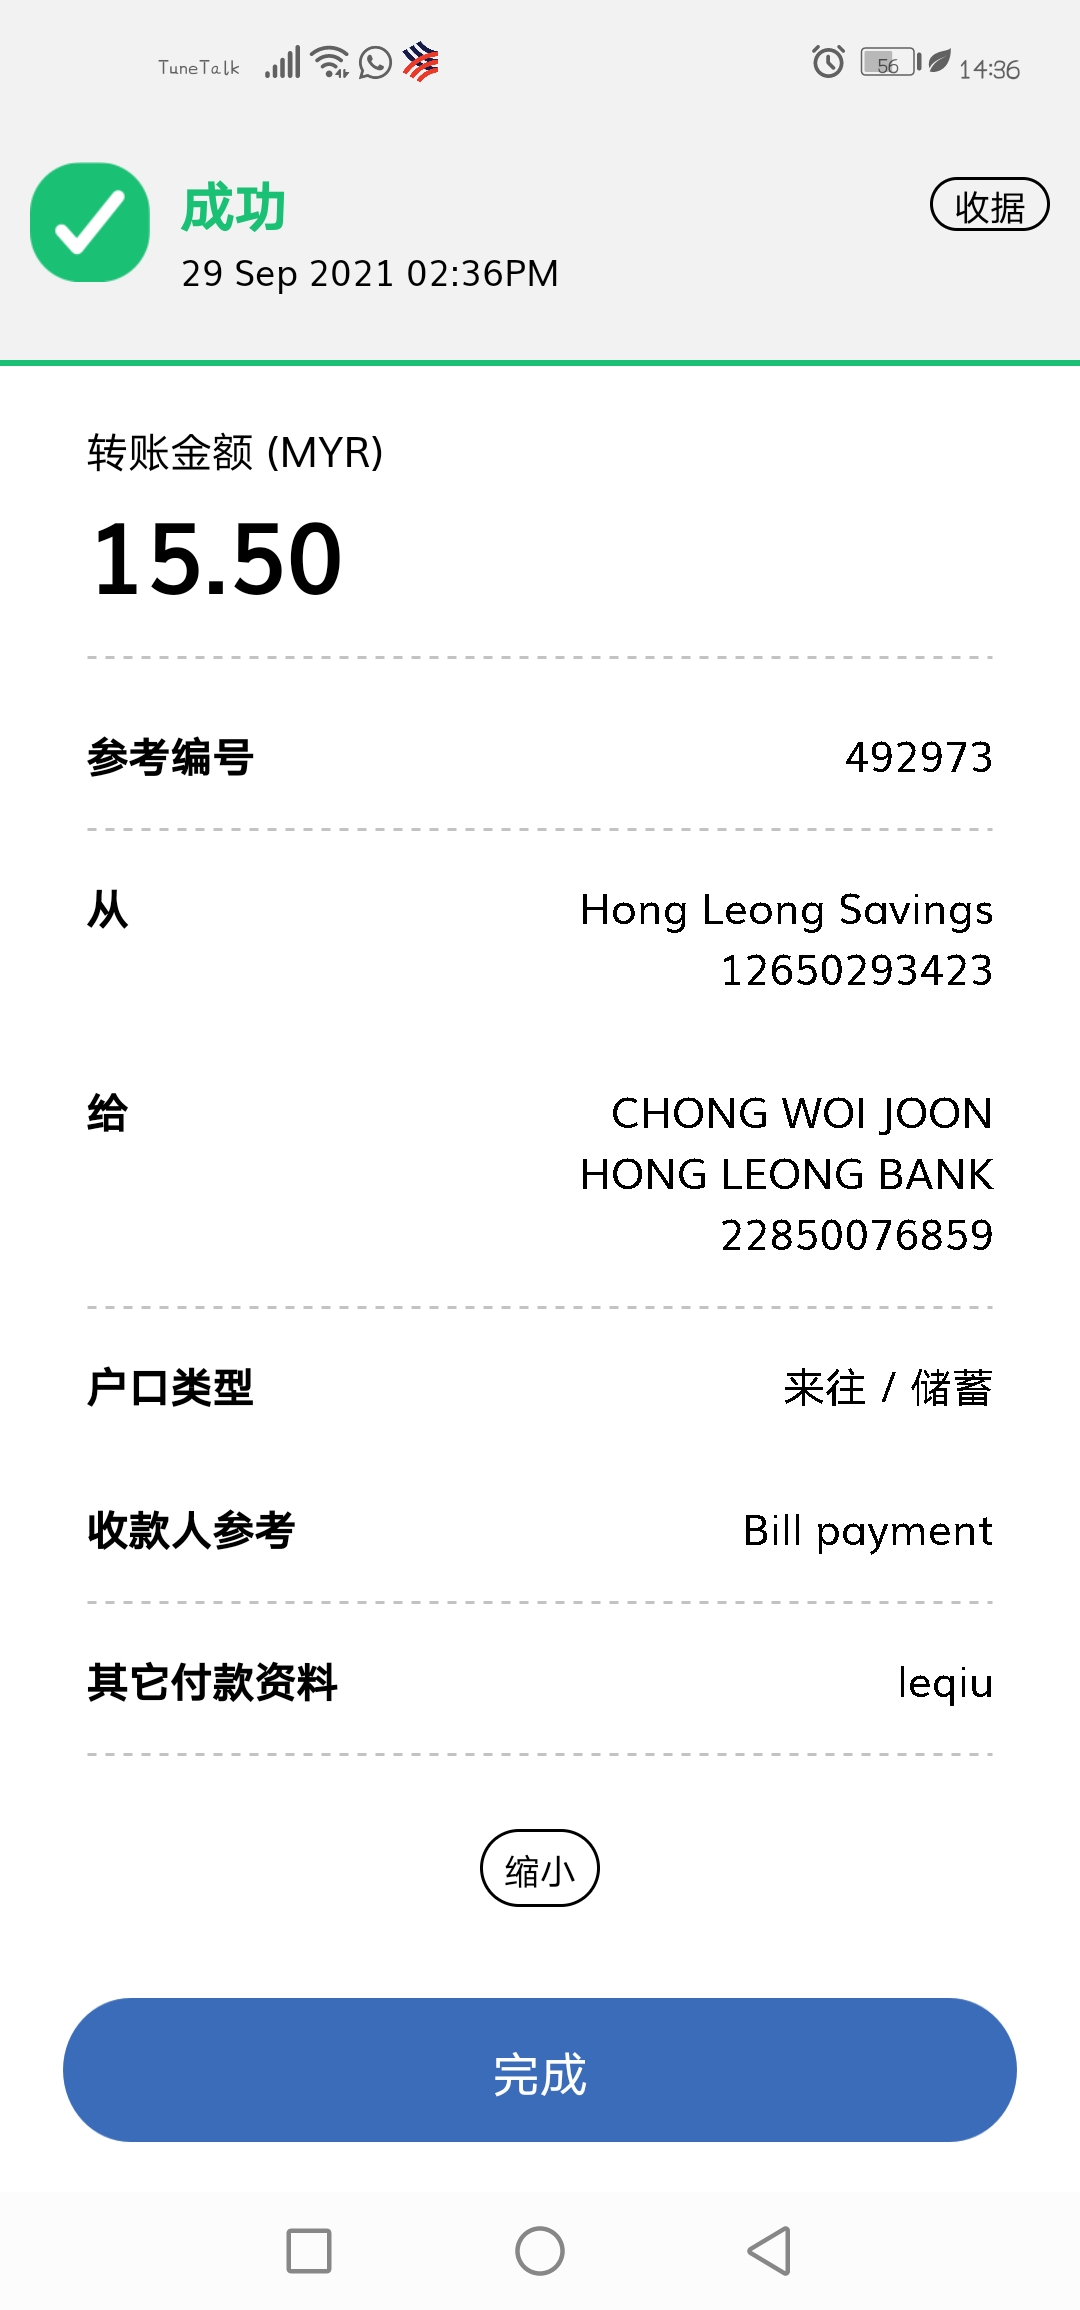 TuneTalk 56 14:36
成功
收据
29 Sep 2021 02:36PM
转账金额 (MYR)
15.50
参考编号 492973
从 Hong Leong Savings
12650293423
给 CHONG WOI JOON
HONG LEONG BANK
22850076859
户口类型 来往 / 储蓄
收款人参考 Bill payment
其它付款资料 leqiu
缩小
完成